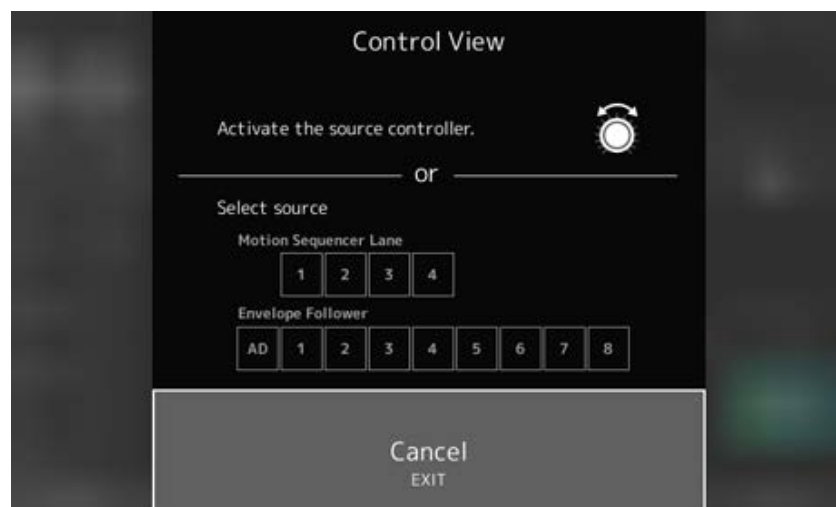 Control View
Activate the source controller.
or
Select source
Motion Sequencer Lane
1 2 3 4
Envelope Follower
AD 1 2 3 4 5 6 7 8
Cancel
EXIT